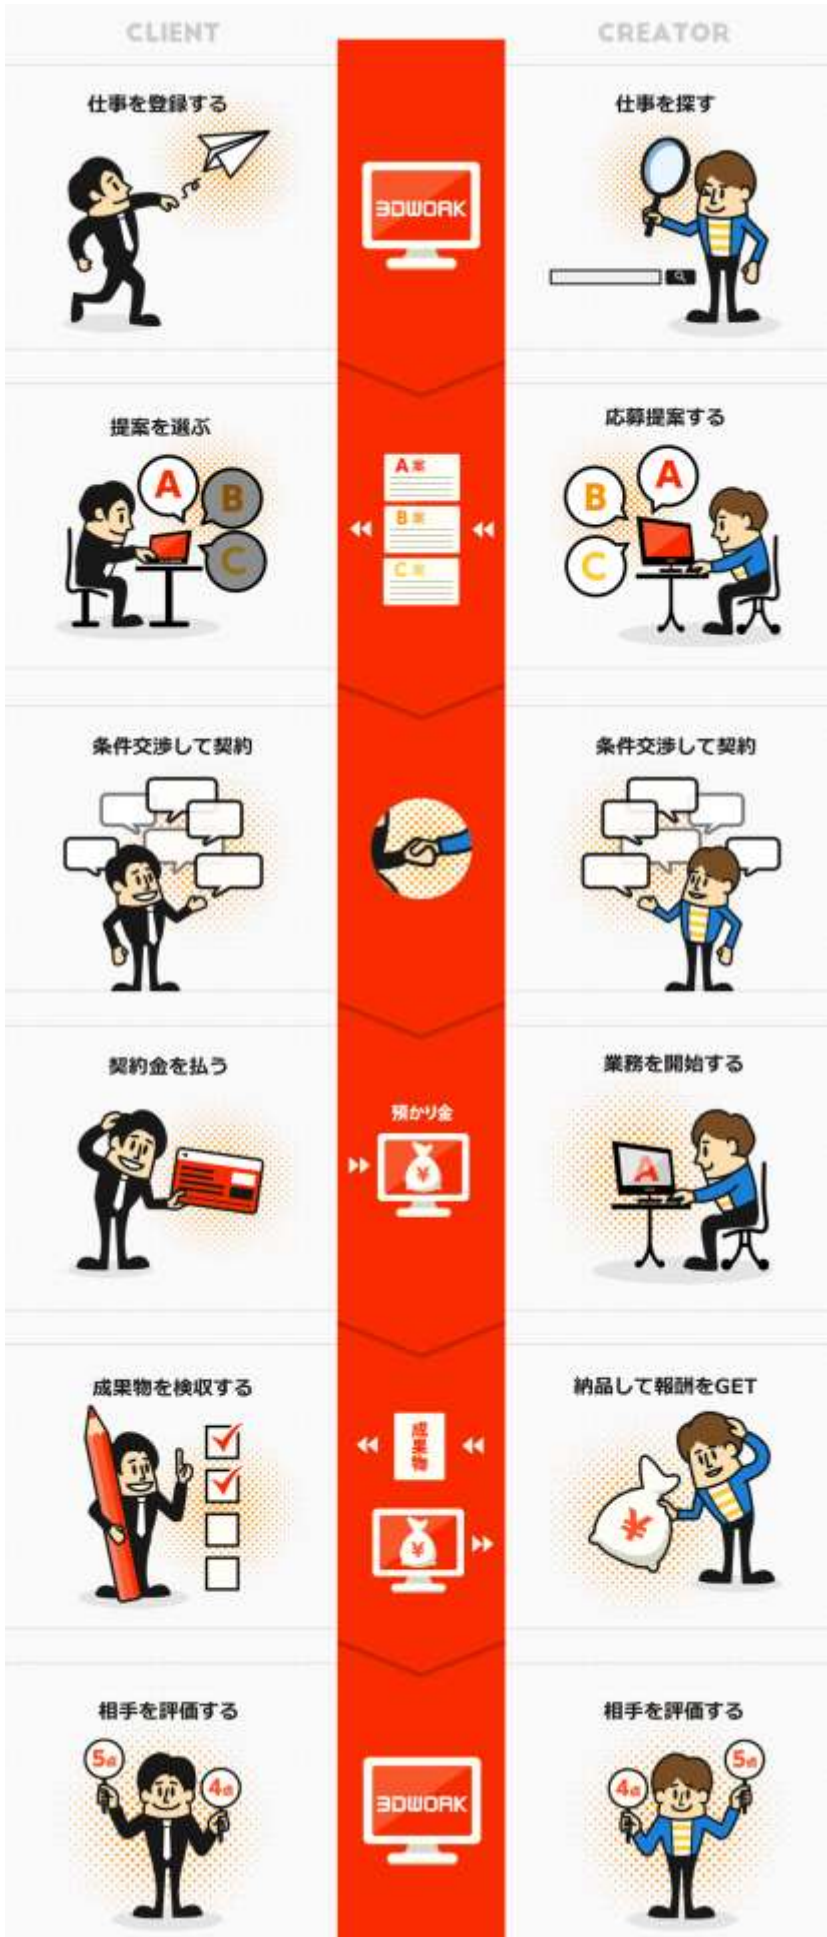 CLIENT
CREATOR
仕事を登録する
3DWORK
仕事を探す
提案を選ぶ
A
B
C
A案
B案
C案
応募提案する
A
B
C
条件交渉して契約
条件交渉して契約
契約金を払う
預かり金
¥
業務を開始する
A
成果物を検収する
成果物
¥
納品して報酬をGET
¥
相手を評価する
5点
4点
3DWORK
相手を評価する
4点
5点